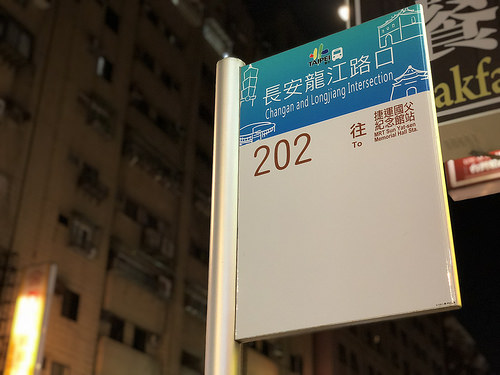 TAIPEI
長安龍江路口
Changan and Longjiang Intersection
202
往
To
捷運國父
紀念館站
MRT Sun Yat-sen
Memorial Hall Sta.
餐
akfa